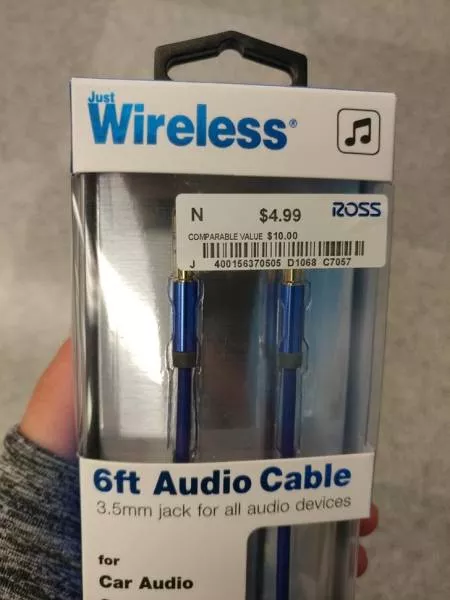 Just
Wireless®
N $4.99 ROSS
COMPARABLE VALUE $10.00
J 400156370505 D1068 C7057
6ft Audio Cable
3.5mm jack for all audio devices
for
Car Audio